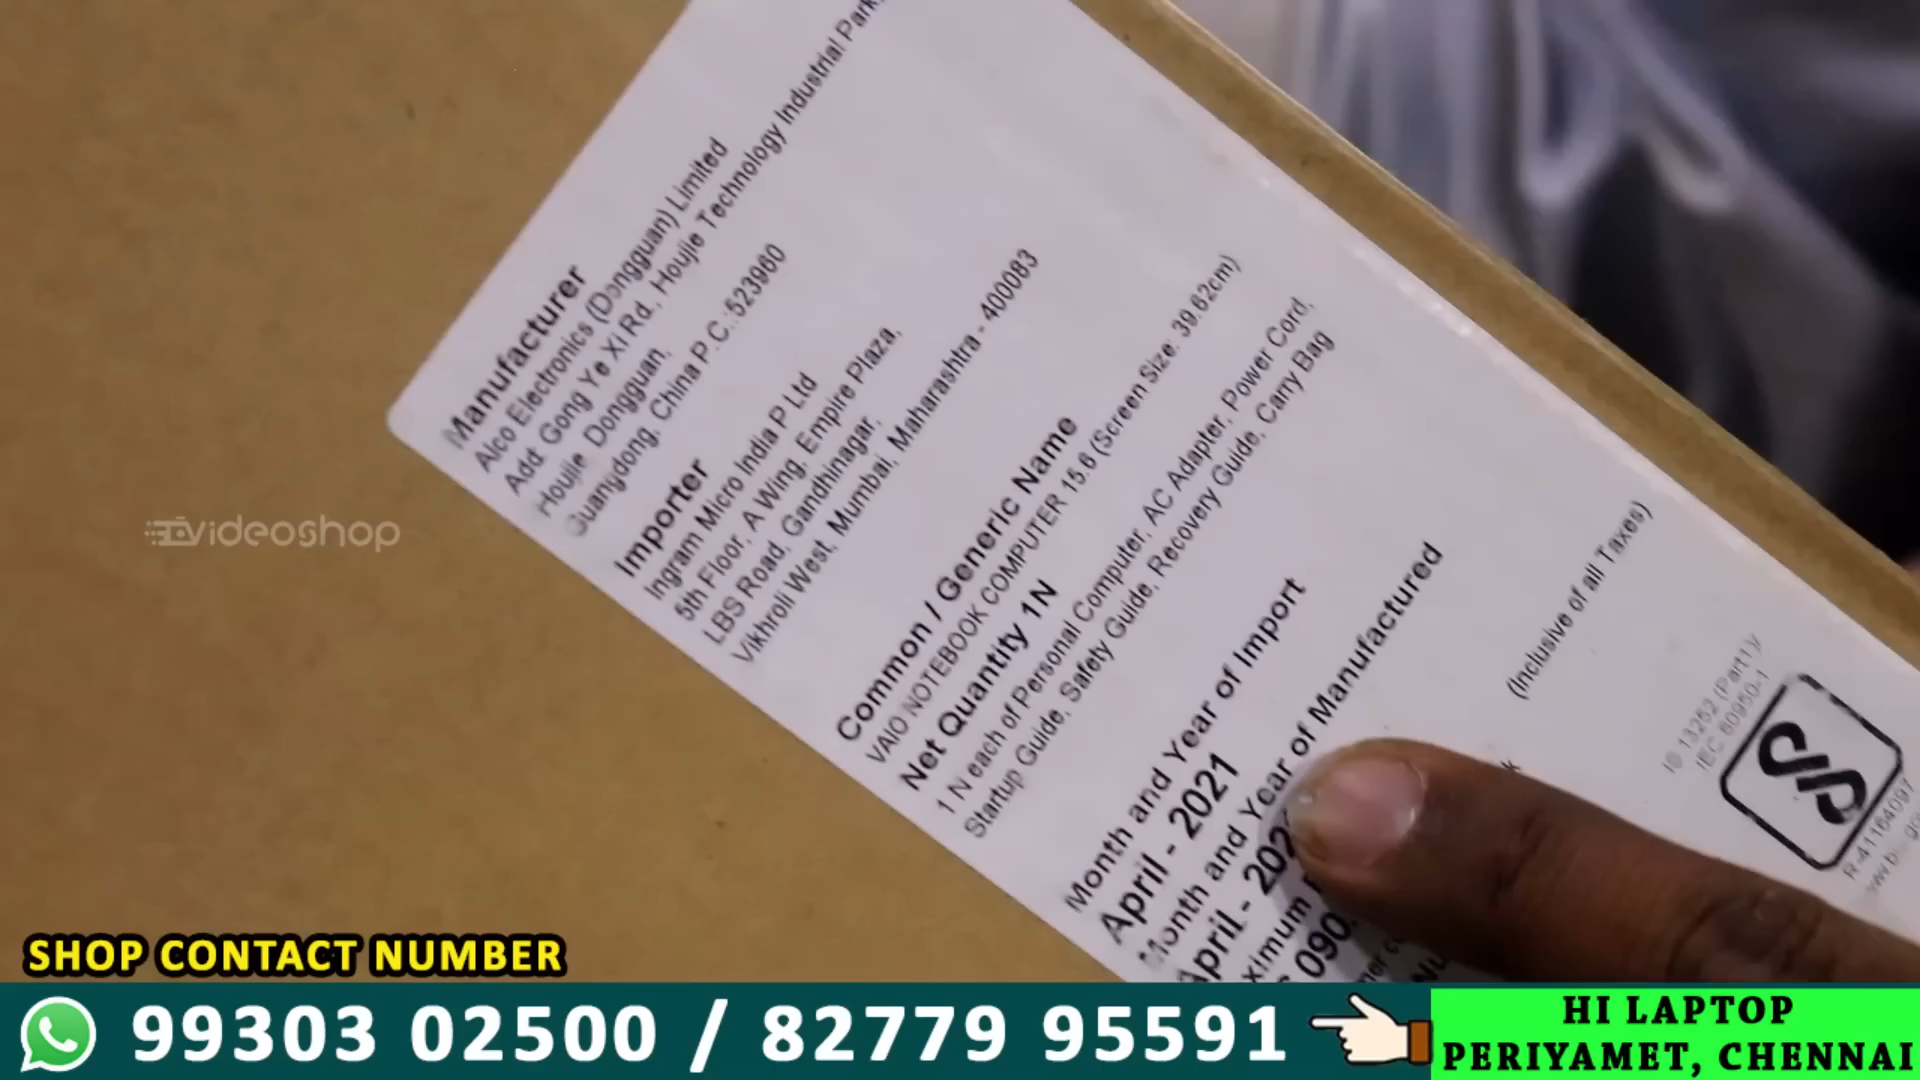 Manufacturer
Alco Electronics (Dongguan) Limited
Add: Gong Ye Xi Rd., Houjie Technology Industrial Park,
Houjie, Dongguan,
Guangdong, China P.C.:523960
Importer
Ingram Micro India P Ltd
5th Floor, A Wing, Empire Plaza,
LBS Road, Gandhinagar,
Vikhroli West, Mumbai, Maharashtra - 400083
Common / Generic Name
VAIO NOTEBOOK COMPUTER 15.6 (Screen Size: 39.62cm)
Net Quantity 1N
1 N each of Personal Computer, AC Adapter, Power Cord,
Startup Guide, Safety Guide, Recovery Guide, Carry Bag
Month and Year of Import
April - 2021
Month and Year of Manufactured
April -
(Inclusive of all Taxes)
IS 13252 (Part1)/
IEC 60950-1
R-41164097
videoshop
SHOP CONTACT NUMBER
99303 02500 / 82779 95591
HI LAPTOP
PERIYAMET, CHENNAI